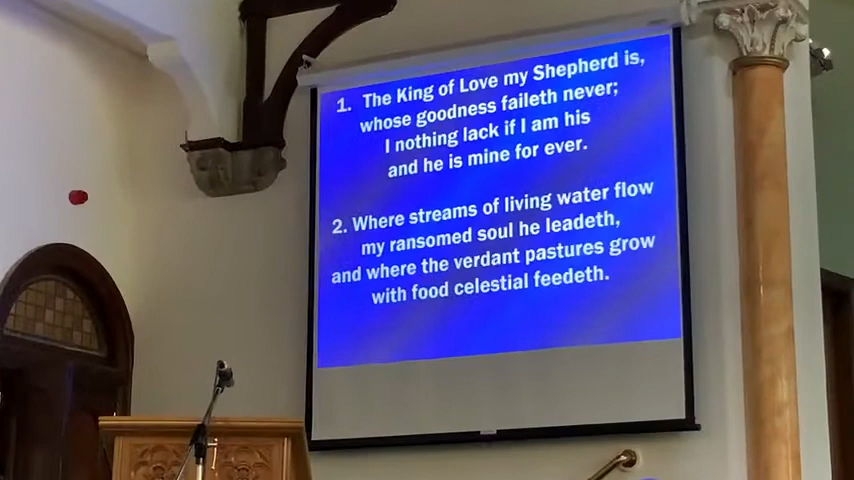 1. The King of Love my Shepherd is,
whose goodness faileth never;
I nothing lack if I am his
and he is mine for ever.
2. Where streams of living water flow
my ransomed soul he leadeth,
and where the verdant pastures grow
with food celestial feedeth.